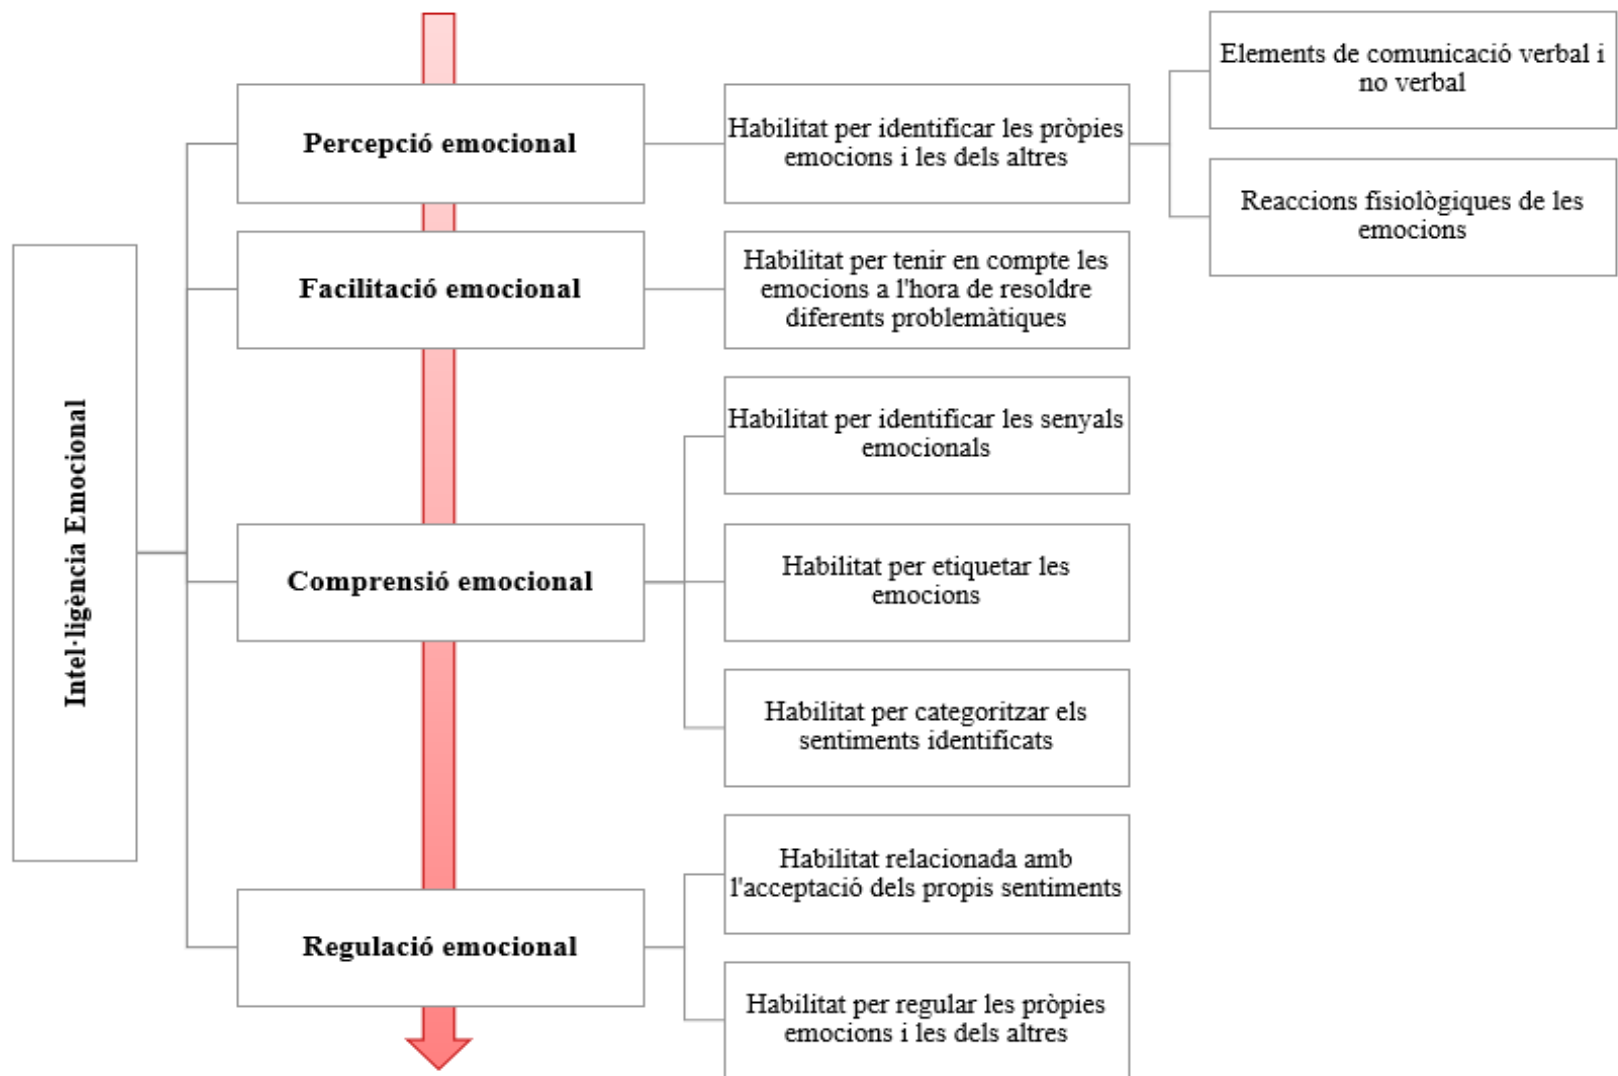 Intel·ligència Emocional
Percepció emocional
Habilitat per identificar les pròpies
emocions i les dels altres
Elements de comunicació verbal i
no verbal
Reaccions fisiològiques de les
emocions
Facilitació emocional
Habilitat per tenir en compte les
emocions a l'hora de resoldre
diferents problemàtiques
Comprensió emocional
Habilitat per identificar les senyals
emocionals
Habilitat per etiquetar les
emocions
Habilitat per categoritzar els
sentiments identificats
Regulació emocional
Habilitat relacionada amb
l'acceptació dels propis sentiments
Habilitat per regular les pròpies
emocions i les dels altres